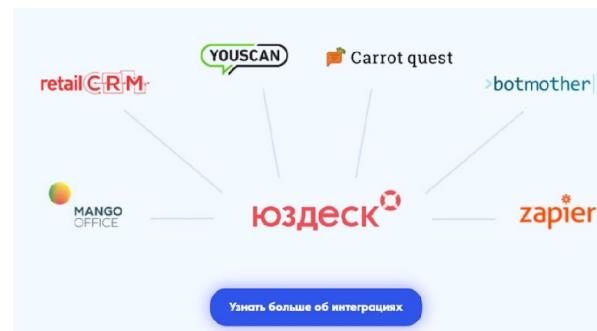 YOUSCAN
Carrot quest
retailCRM
>botmother|
MANGO
OFFICE
юздеск
zapier
Узнать больше об интеграциях